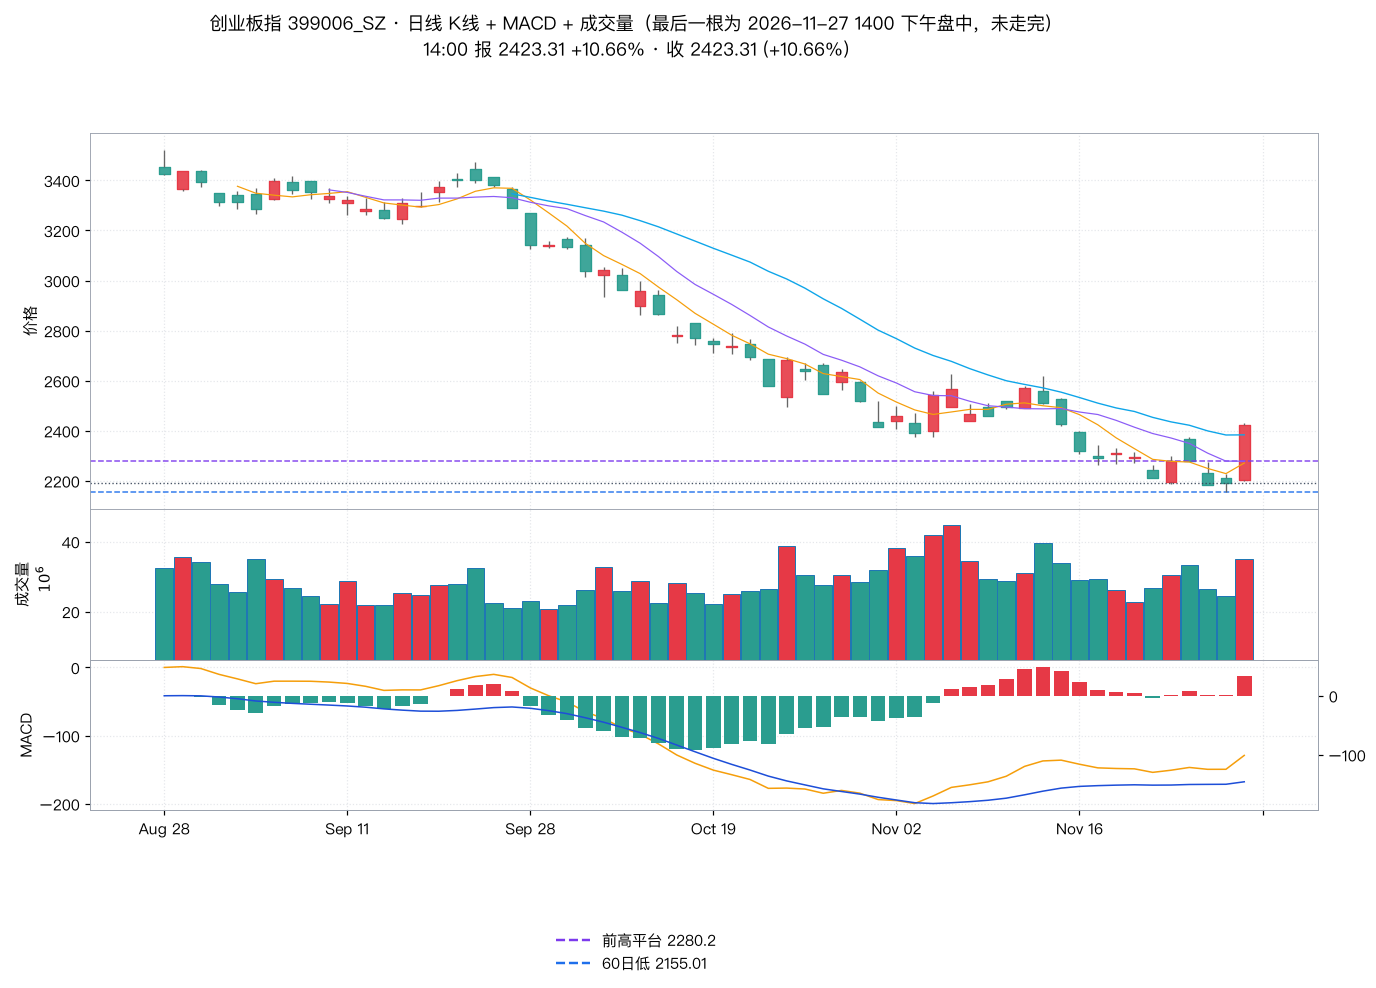 创业板指 399006_SZ · 日线 K线 + MACD + 成交量（最后一根为 2026–11–27 1400 下午盘中，未走完）
14:00 报 2423.31 +10.66% · 收 2423.31 (+10.66%)
价格
3400
3200
3000
2800
2600
2400
2200
成交量
10⁶
40
20
MACD
0
−100
−200
0
−100
Aug 28
Sep 11
Sep 28
Oct 19
Nov 02
Nov 16
前高平台 2280.2
60日低 2155.01